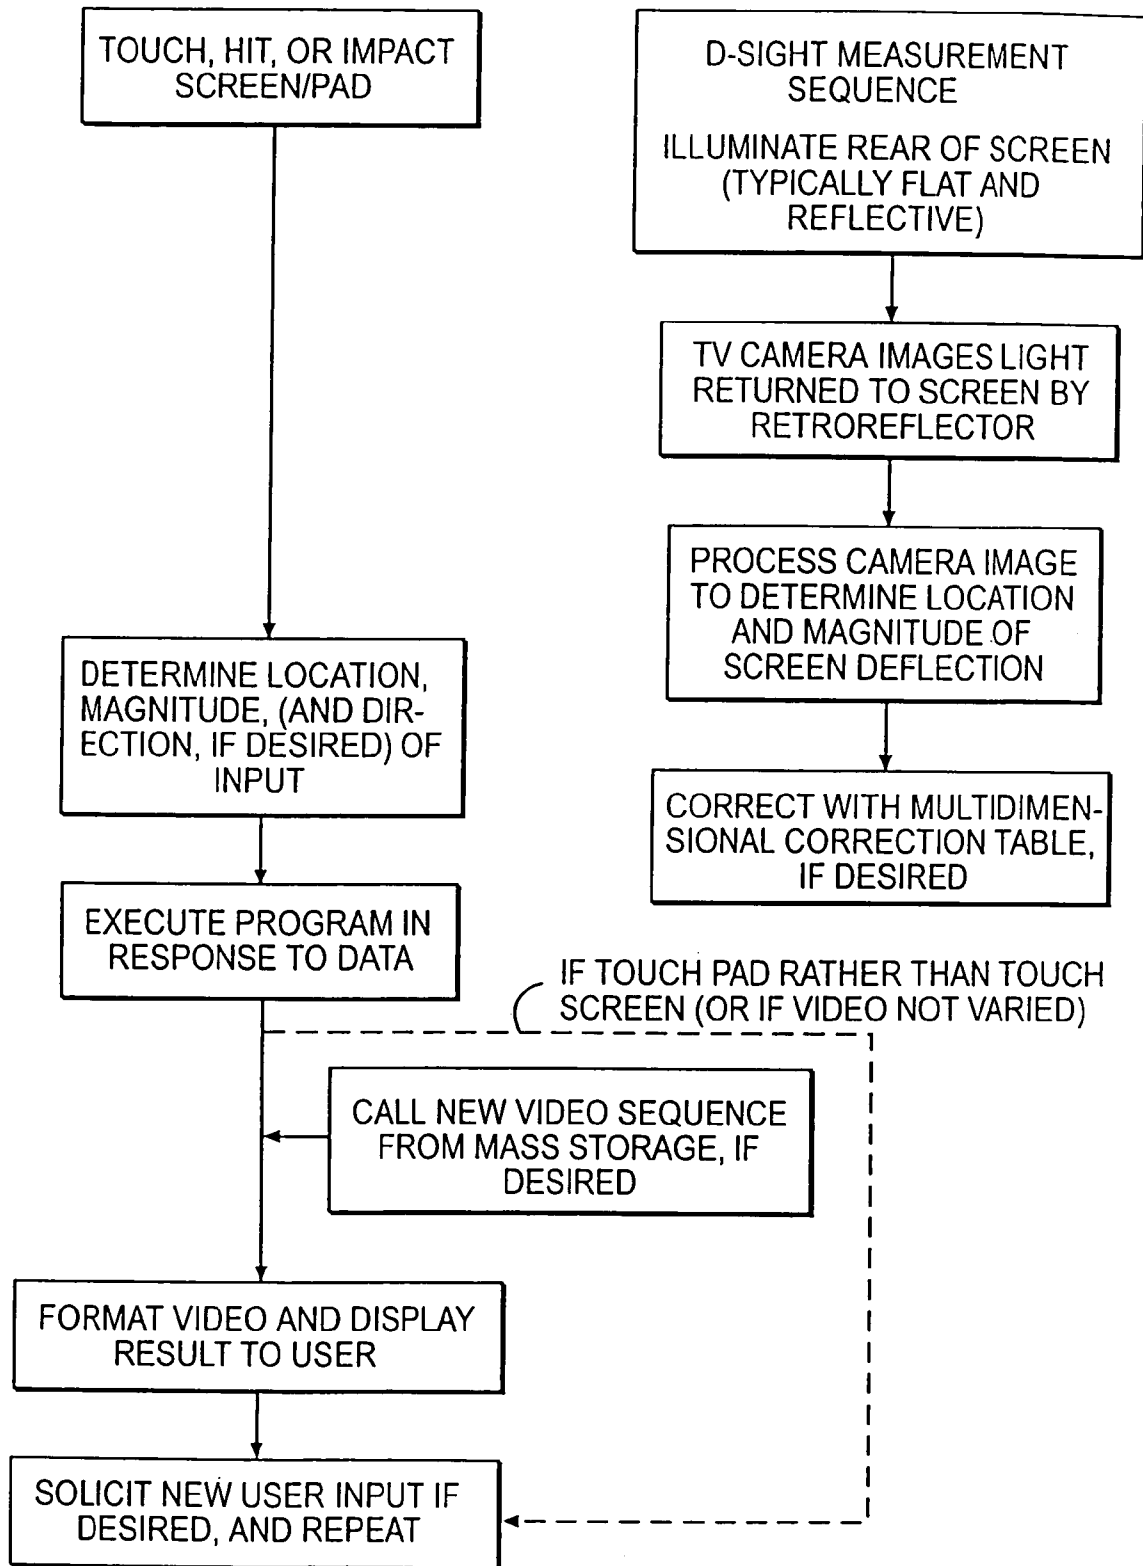 TOUCH, HIT, OR IMPACT
SCREEN/PAD
D-SIGHT MEASUREMENT
SEQUENCE
ILLUMINATE REAR OF SCREEN
(TYPICALLY FLAT AND
REFLECTIVE)
TV CAMERA IMAGES LIGHT
RETURNED TO SCREEN BY
RETROREFLECTOR
PROCESS CAMERA IMAGE
TO DETERMINE LOCATION
AND MAGNITUDE OF
SCREEN DEFLECTION
CORRECT WITH MULTIDIMEN-
SIONAL CORRECTION TABLE,
IF DESIRED
DETERMINE LOCATION,
MAGNITUDE, (AND DIR-
ECTION, IF DESIRED) OF
INPUT
EXECUTE PROGRAM IN
RESPONSE TO DATA
IF TOUCH PAD RATHER THAN TOUCH
SCREEN (OR IF VIDEO NOT VARIED)
CALL NEW VIDEO SEQUENCE
FROM MASS STORAGE, IF
DESIRED
FORMAT VIDEO AND DISPLAY
RESULT TO USER
SOLICIT NEW USER INPUT IF
DESIRED, AND REPEAT